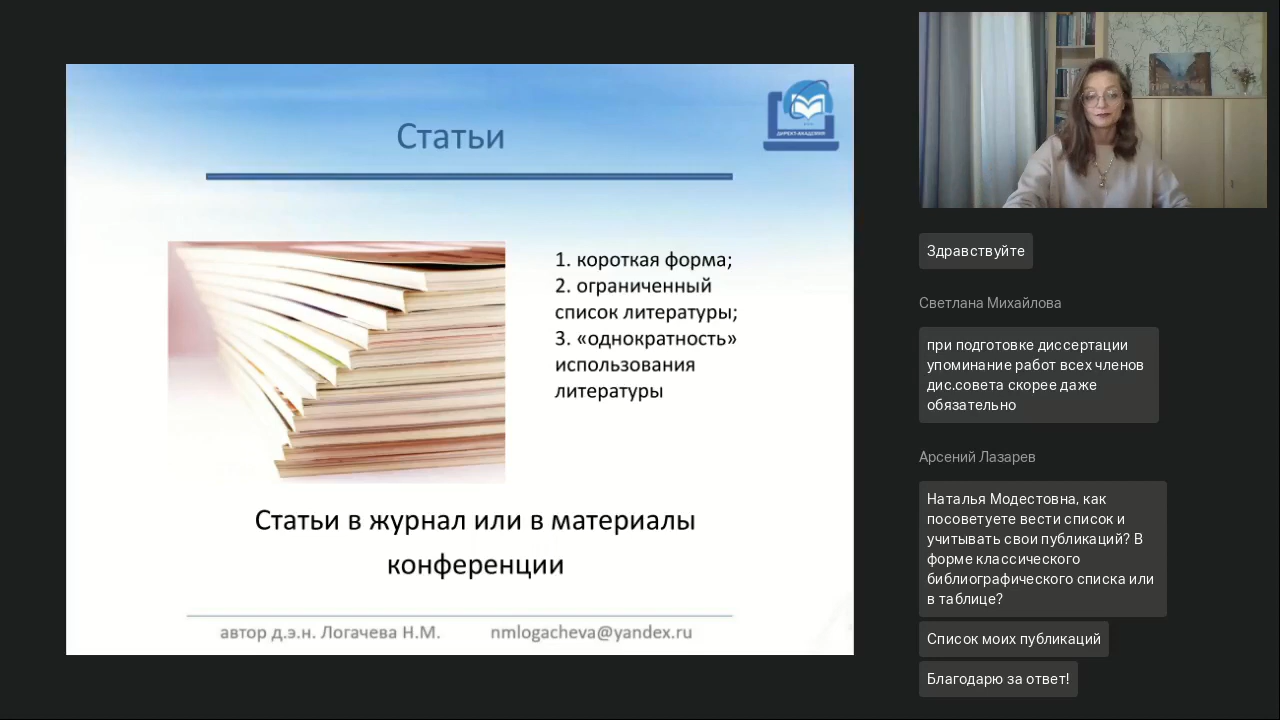 Статьи
ДИРЕКТ-АКАДЕМИЯ
1. короткая форма;
2. ограниченный
список литературы;
3. «однократность»
использования
литературы
Статьи в журнал или в материалы
конференции
автор д.э.н. Логачева Н.М. nmlogacheva@yandex.ru
Здравствуйте
Светлана Михайлова
при подготовке диссертации
упоминание работ всех членов
дис.совета скорее даже
обязательно
Арсений Лазарев
Наталья Модестовна, как
посоветуете вести список и
учитывать свои публикаций? В
форме классического
библиографического списка или
в таблице?
Список моих публикаций
Благодарю за ответ!